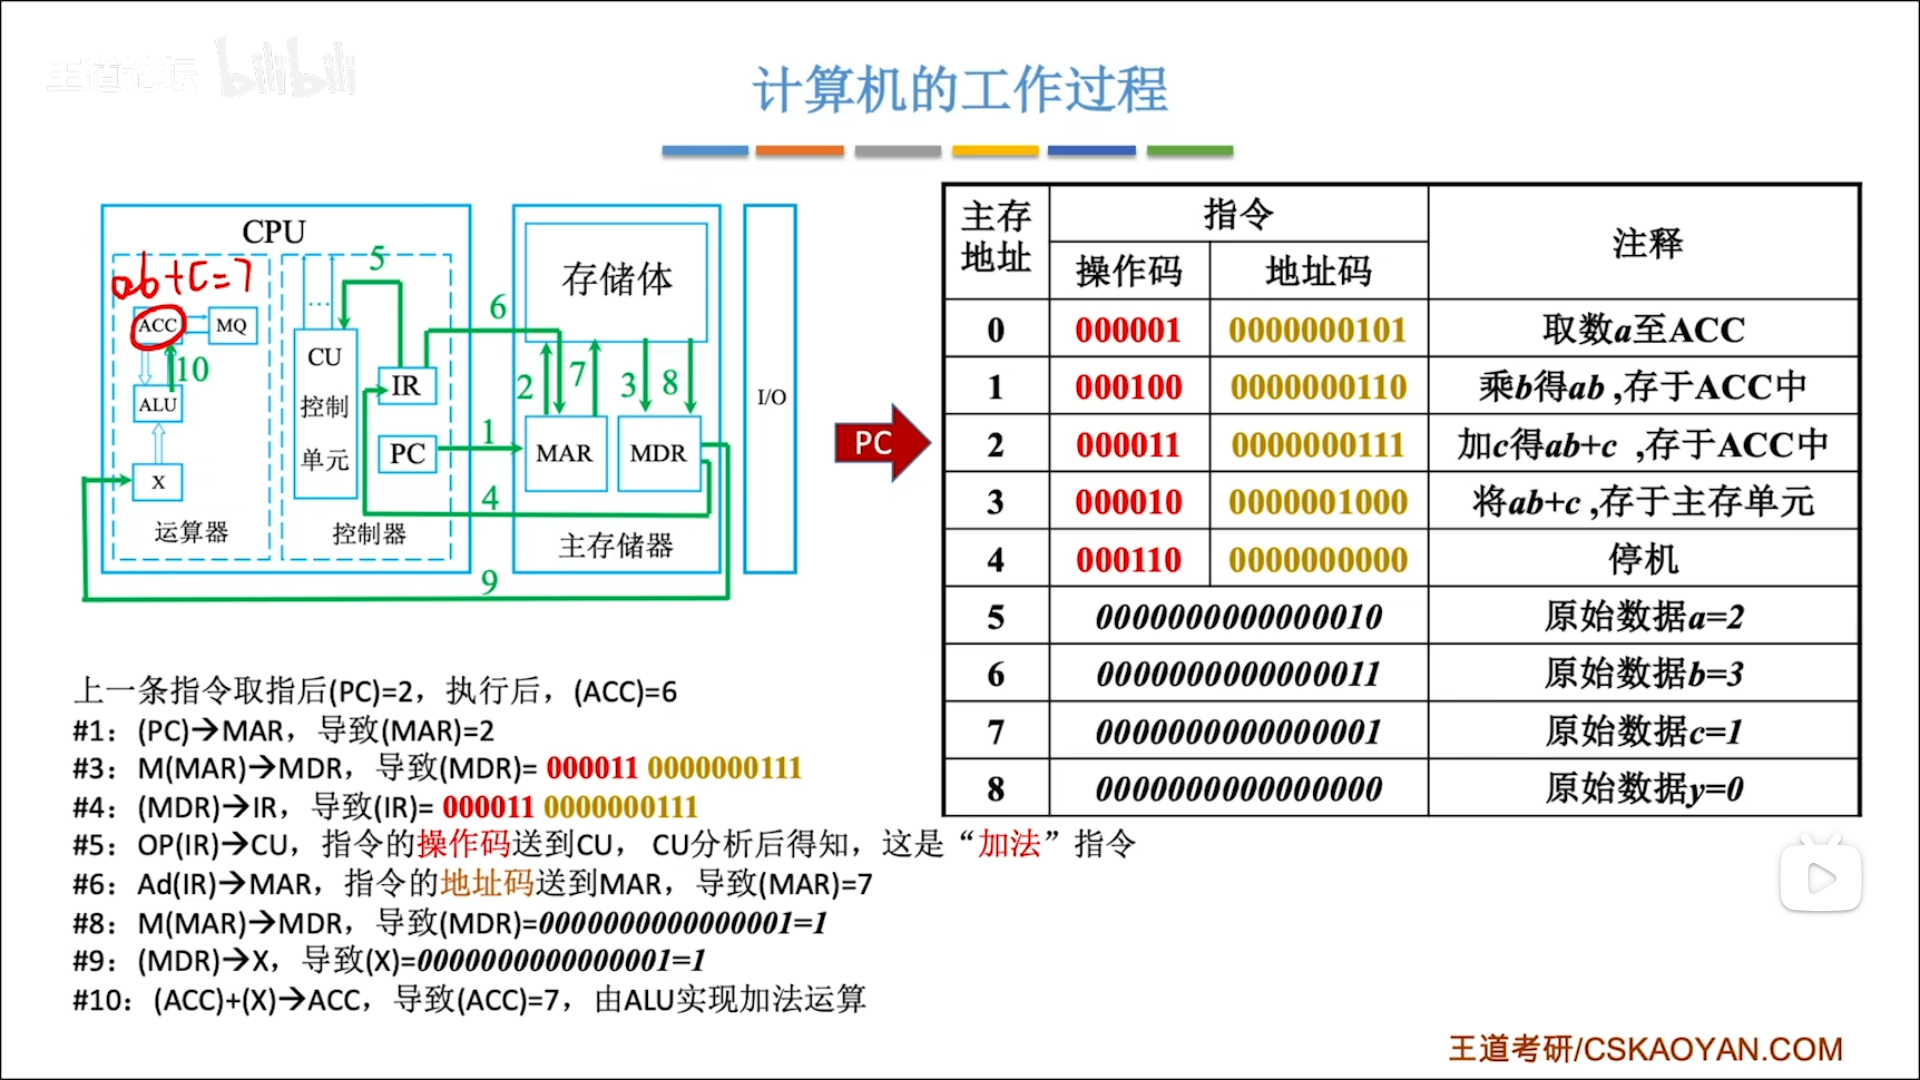 王道论坛 bilibili
计算机的工作过程
CPU
ab+c=7
ACC
MQ
10
ALU
X
运算器
...
CU
控制
单元
5
IR
PC
控制器
6
1
4
9
存储体
2
7
3
8
MAR
MDR
主存储器
I/O
PC
主存地址 指令 注释
操作码 地址码
0 000001 0000000101 取数a至ACC
1 000100 0000000110 乘b得ab ,存于ACC中
2 000011 0000000111 加c得ab+c ,存于ACC中
3 000010 0000001000 将ab+c ,存于主存单元
4 000110 0000000000 停机
5 0000000000000010 原始数据a=2
6 0000000000000011 原始数据b=3
7 0000000000000001 原始数据c=1
8 0000000000000000 原始数据y=0
上一条指令取指后(PC)=2，执行后，(ACC)=6
#1：(PC)→MAR，导致(MAR)=2
#3：M(MAR)→MDR，导致(MDR)= 000011 0000000111
#4：(MDR)→IR，导致(IR)= 000011 0000000111
#5：OP(IR)→CU，指令的操作码送到CU， CU分析后得知，这是“加法”指令
#6：Ad(IR)→MAR，指令的地址码送到MAR，导致(MAR)=7
#8：M(MAR)→MDR，导致(MDR)=0000000000000001=1
#9：(MDR)→X，导致(X)=0000000000000001=1
#10：(ACC)+(X)→ACC，导致(ACC)=7，由ALU实现加法运算
王道考研/CSKAOYAN.COM